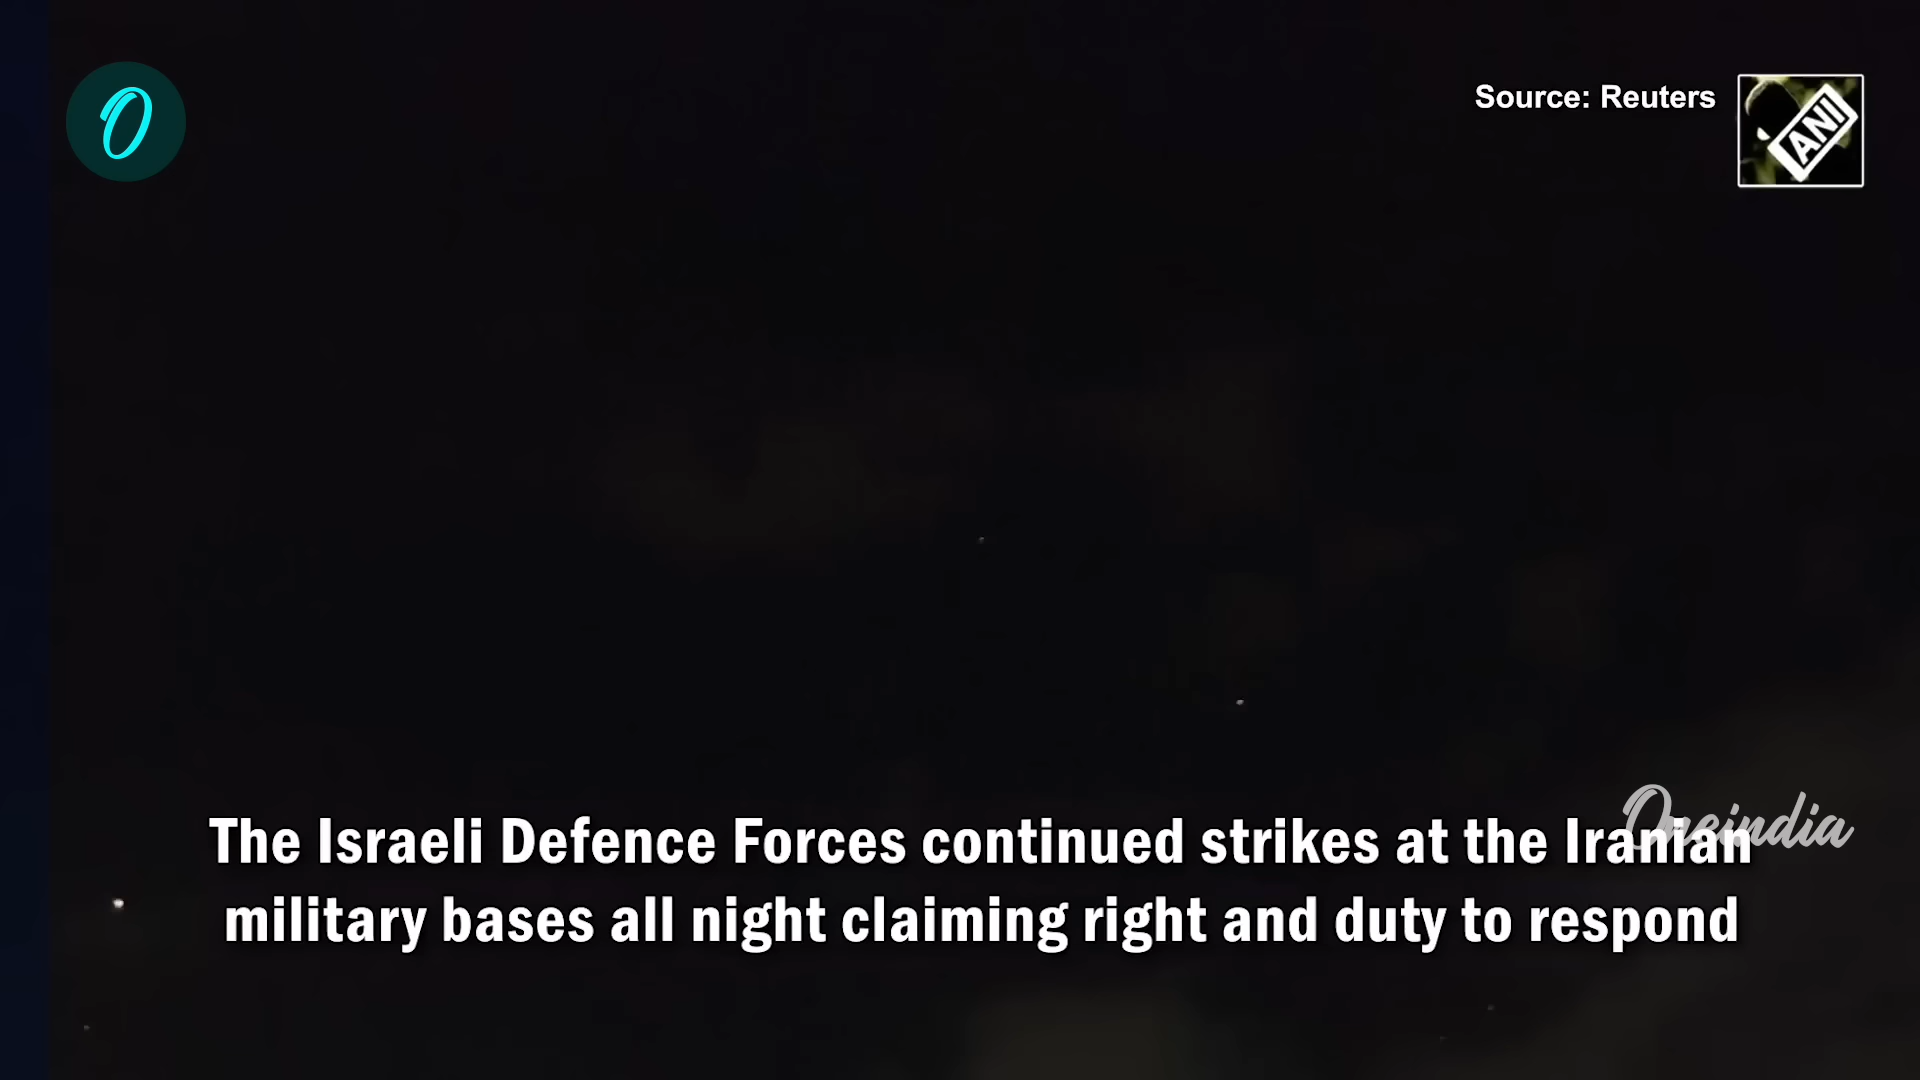 O
Source: Reuters
ANI
Oneindia
The Israeli Defence Forces continued strikes at the Iranian
military bases all night claiming right and duty to respond